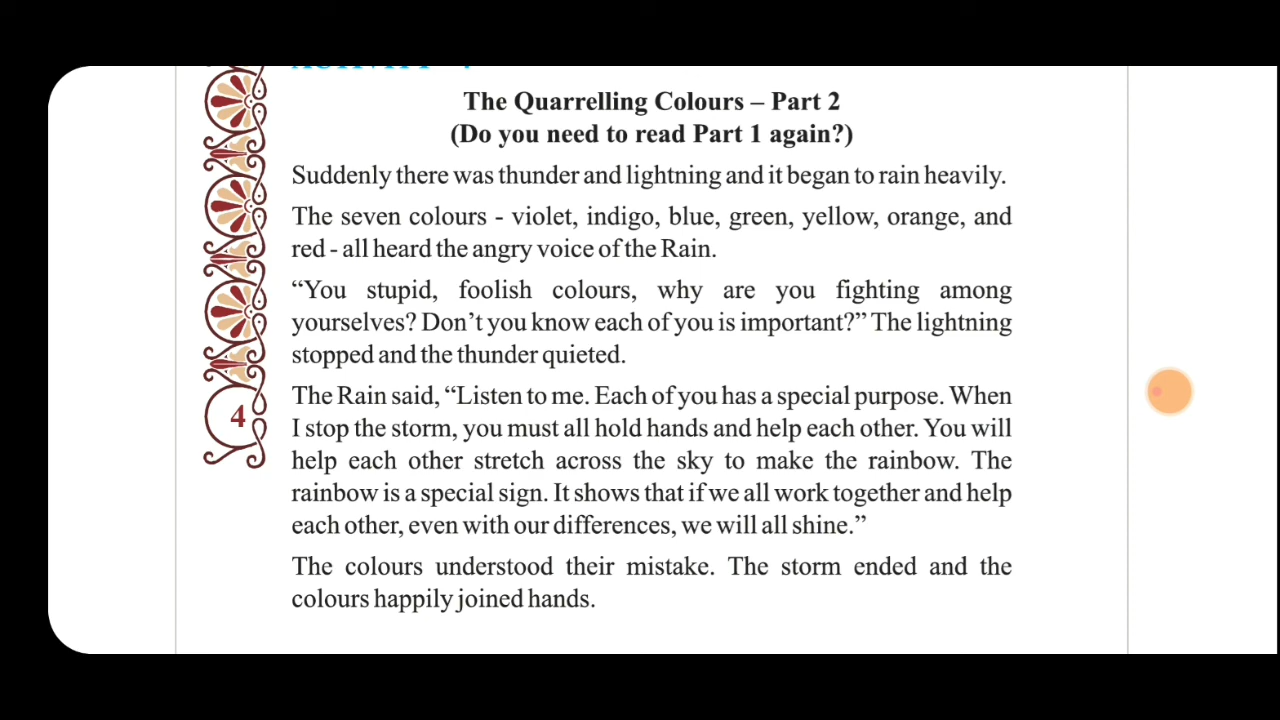 The Quarrelling Colours – Part 2
(Do you need to read Part 1 again?)
Suddenly there was thunder and lightning and it began to rain heavily.
The seven colours - violet, indigo, blue, green, yellow, orange, and
red - all heard the angry voice of the Rain.
“You stupid, foolish colours, why are you fighting among
yourselves? Don’t you know each of you is important?” The lightning
stopped and the thunder quieted.
The Rain said, “Listen to me. Each of you has a special purpose. When
I stop the storm, you must all hold hands and help each other. You will
help each other stretch across the sky to make the rainbow. The
rainbow is a special sign. It shows that if we all work together and help
each other, even with our differences, we will all shine.”
The colours understood their mistake. The storm ended and the
colours happily joined hands.
4